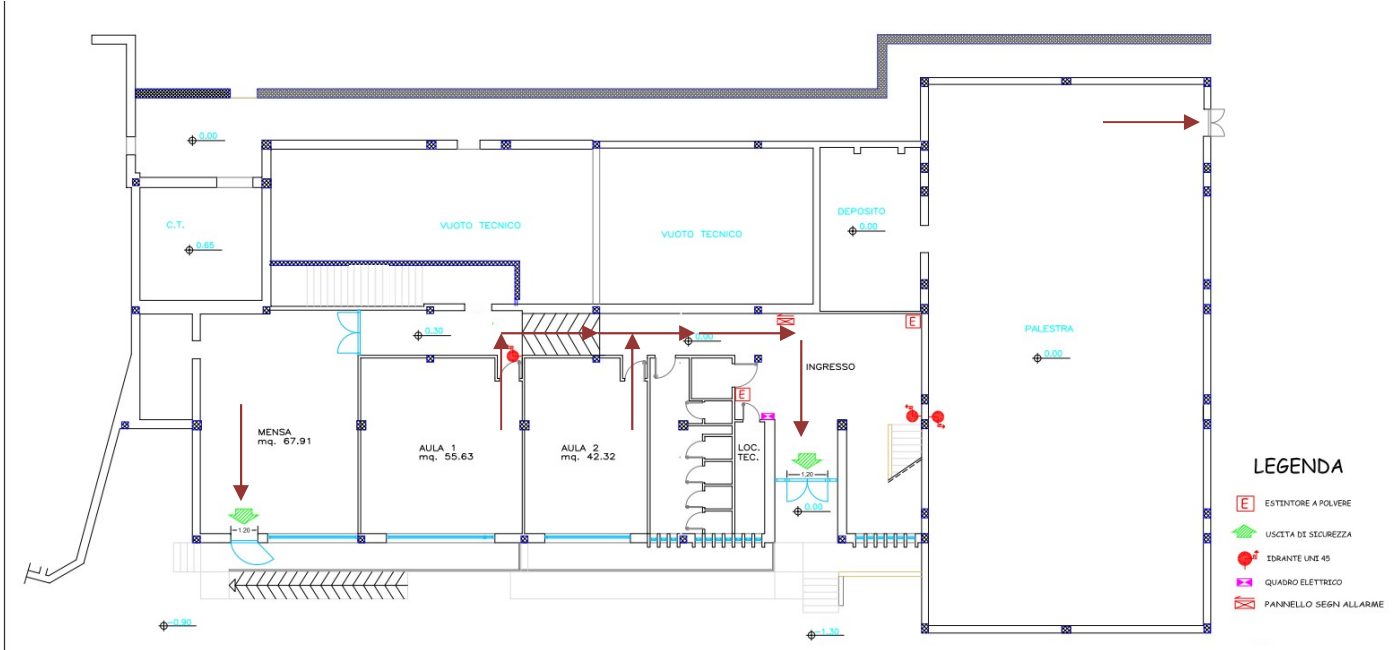 0.00
C.T.
0.65
VUOTO TECNICO
VUOTO TECNICO
DEPOSITO
0.00
PALESTRA
0.00
0.30
0.00
E
INGRESSO
E
MENSA
mq. 67.91
AULA 1
mq. 55.63
AULA 2
mq. 42.32
LOC.
TEC.
1.20
1.20
0.00
-0.90
-1.30
LEGENDA
E ESTINTORE A POLVERE
USCITA DI SICUREZZA
IDRANTE UNI 45
QUADRO ELETTRICO
PANNELLO SEGN ALLARME